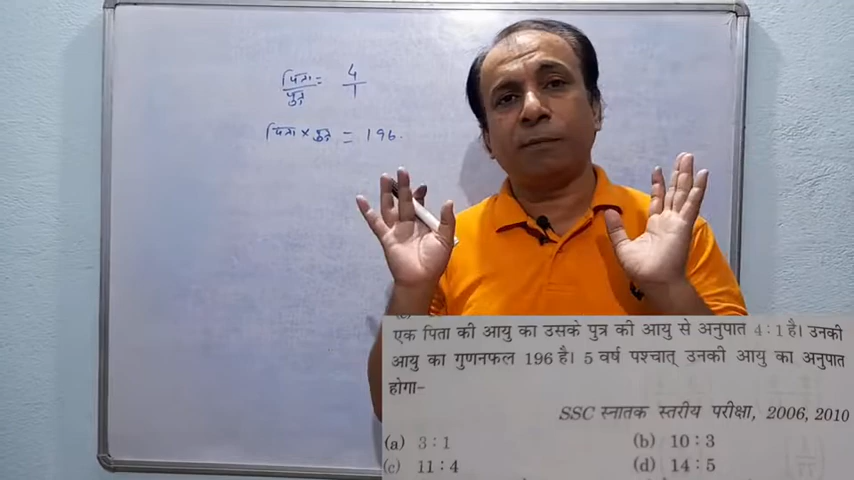 पिता = 4
पुत्र 1
पिता × पुत्र = 196.
एक पिता की आयु का उसके पुत्र की आयु से अनुपात 4 : 1 है। उनकी
आयु का गुणनफल 196 है। 5 वर्ष पश्चात् उनकी आयु का अनुपात
होगा-
SSC स्नातक स्तरीय परीक्षा, 2006, 2010
(a) 3 : 1 (b) 10 : 3
(c) 11 : 4 (d) 14 : 5